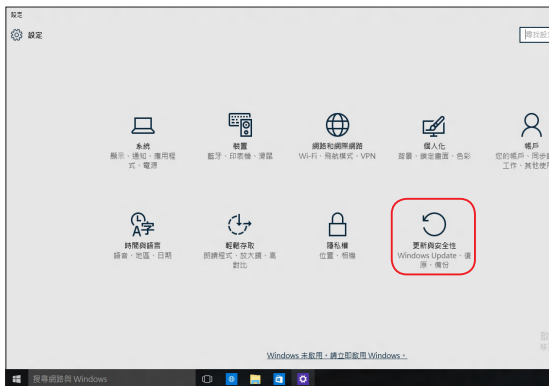 設定
設定
尋找設
系統
顯示、通知、應用程
式、電源
裝置
藍牙、印表機、滑鼠
網路和網際網路
Wi-Fi、飛航模式、VPN
個人化
背景、鎖定畫面、色彩
帳戶
您的帳戶、同步
工作、其他使
時間與語言
語音、地區、日期
輕鬆存取
朗讀程式、放大鏡、高
對比
隱私權
位置、相機
更新與安全性
Windows Update、復
原、備份
Windows 未啟用。請立即啟用 Windows。
搜尋網路與 Windows